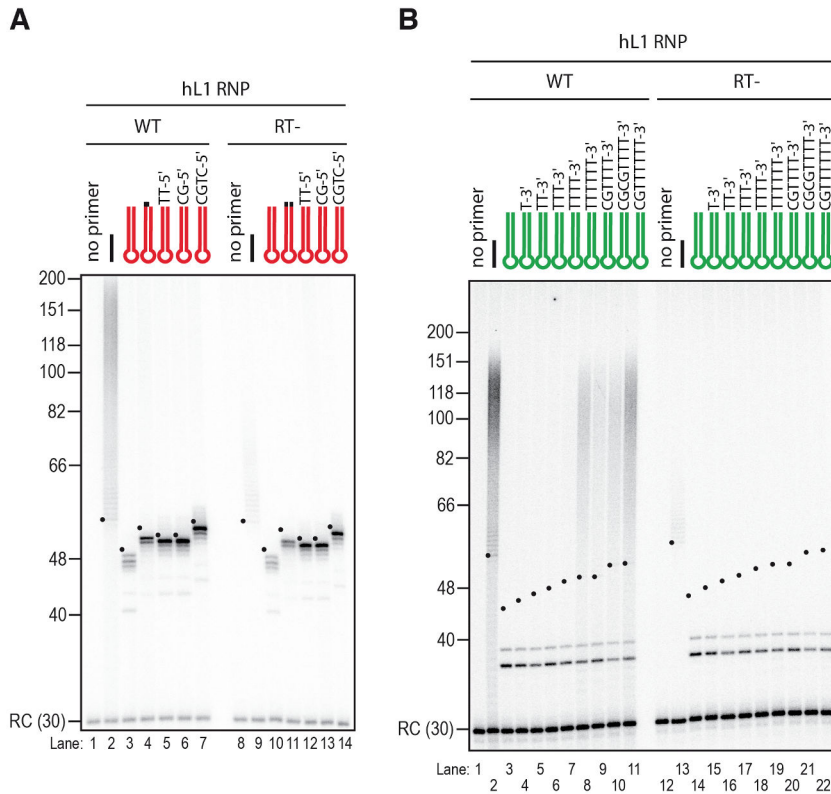 A
hL1 RNP
WT
RT-
no primer
TT-5'
CG-5'
CGTC-5'
no primer
TT-5'
CG-5'
CGTC-5'
200
151
118
100
82
66
48
40
RC (30)
Lane: 1 2 3 4 5 6 7 8 9 10 11 12 13 14
B
hL1 RNP
WT
RT-
no primer
T-3'
TT-3'
TTT-3'
TTTT-3'
TTTTTT-3'
CGTTTT-3'
CGCGTTTT-3'
CGTTTTTT-3'
no primer
T-3'
TT-3'
TTT-3'
TTTT-3'
TTTTTT-3'
CGTTTT-3'
CGCGTTTT-3'
CGTTTTTT-3'
200
151
118
100
82
66
48
40
RC (30)
Lane: 1 3 5 7 9 11 13 15 17 19 21
2 4 6 8 10 12 14 16 18 20 22